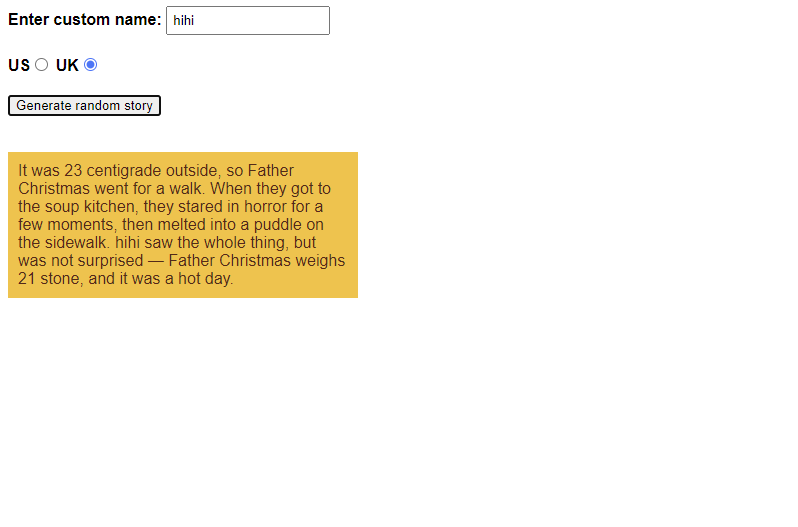 Enter custom name: hihi
US UK
Generate random story
It was 23 centigrade outside, so Father
Christmas went for a walk. When they got to
the soup kitchen, they stared in horror for a
few moments, then melted into a puddle on
the sidewalk. hihi saw the whole thing, but
was not surprised — Father Christmas weighs
21 stone, and it was a hot day.